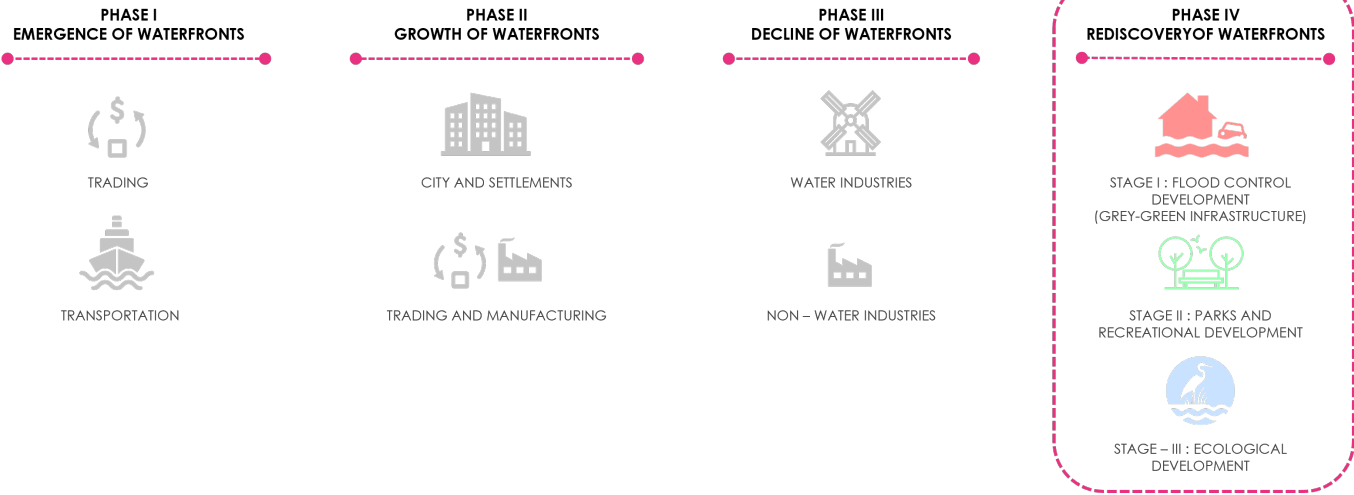 PHASE I
EMERGENCE OF WATERFRONTS
$
TRADING
TRANSPORTATION
PHASE II
GROWTH OF WATERFRONTS
CITY AND SETTLEMENTS
$
TRADING AND MANUFACTURING
PHASE III
DECLINE OF WATERFRONTS
WATER INDUSTRIES
NON – WATER INDUSTRIES
PHASE IV
REDISCOVERYOF WATERFRONTS
STAGE I : FLOOD CONTROL
DEVELOPMENT
(GREY-GREEN INFRASTRUCTURE)
STAGE II : PARKS AND
RECREATIONAL DEVELOPMENT
STAGE – III : ECOLOGICAL
DEVELOPMENT